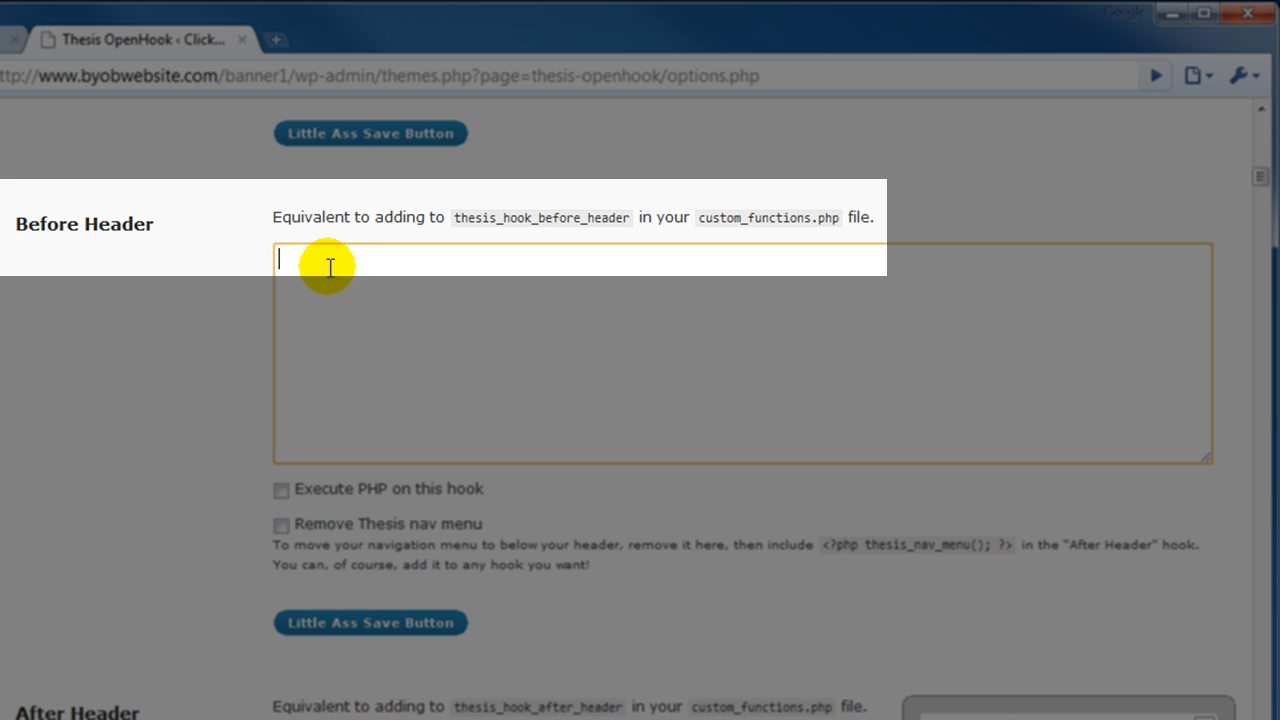 Google
Thesis OpenHook ‹ Click...
ttp://www.byobwebsite.com/banner1/wp-admin/themes.php?page=thesis-openhook/options.php
Little Ass Save Button
Before Header
Equivalent to adding to thesis_hook_before_header in your custom_functions.php file.
Execute PHP on this hook
Remove Thesis nav menu
To move your navigation menu to below your header, remove it here, then include <?php thesis_nav_menu(); ?> in the "After Header" hook.
You can, of course, add it to any hook you want!
Little Ass Save Button
After Header
Equivalent to adding to thesis_hook_after_header in your custom_functions.php file.